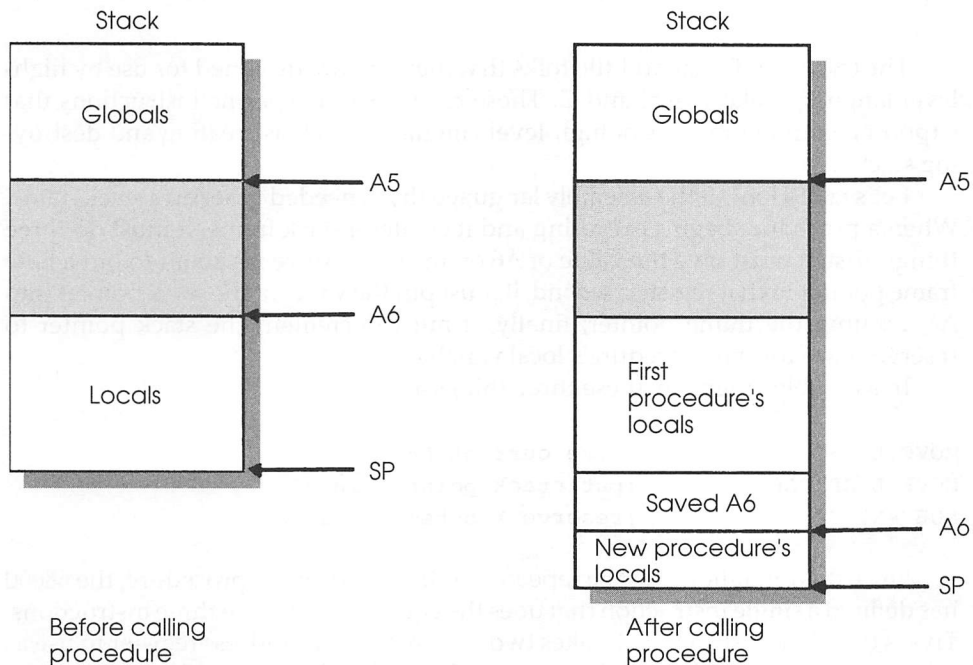 Stack
Globals
A5
A6
Locals
SP
Before calling
procedure
Stack
Globals
A5
First
procedure's
locals
Saved A6
A6
New procedure's
locals
SP
After calling
procedure